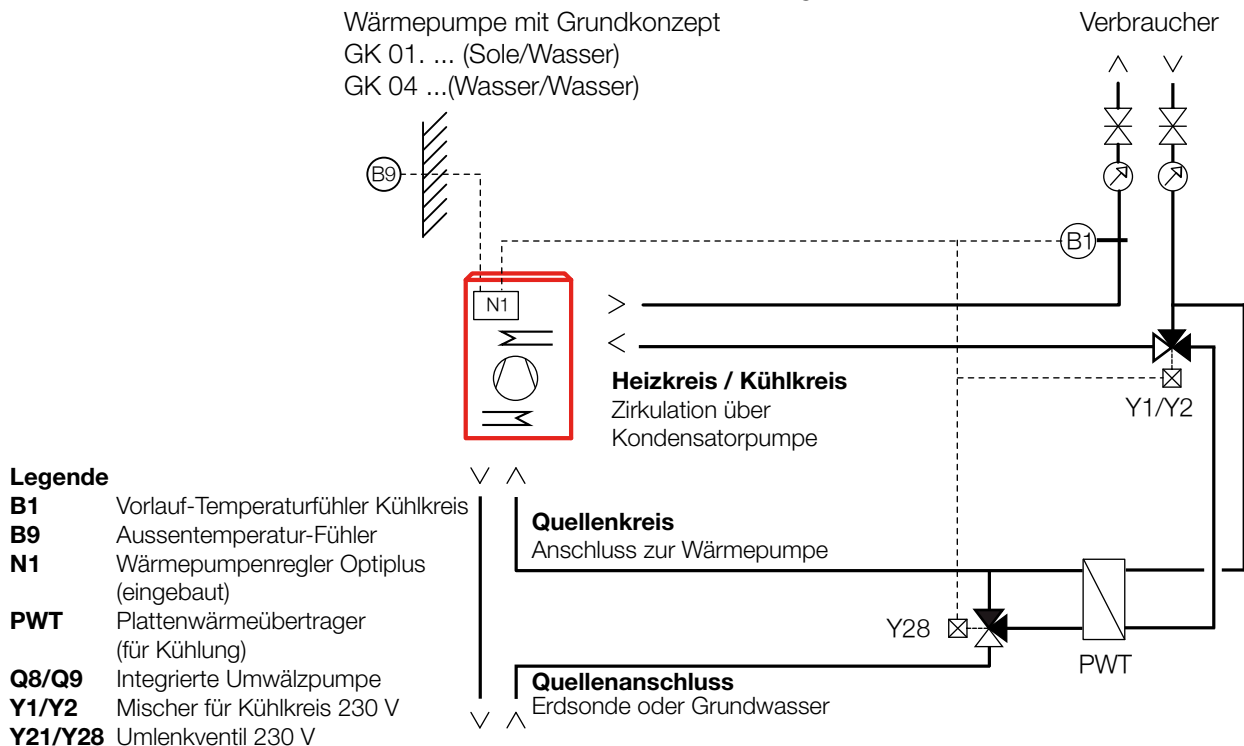 Wärmepumpe mit Grundkonzept
GK 01. ... (Sole/Wasser)
GK 04 ...(Wasser/Wasser)
Verbraucher
B9
B1
N1
Heizkreis / Kühlkreis
Zirkulation über
Kondensatorpumpe
Y1/Y2
Legende
B1 Vorlauf-Temperaturfühler Kühlkreis
B9 Aussentemperatur-Fühler
N1 Wärmepumpenregler Optiplus
(eingebaut)
PWT Plattenwärmeübertrager
(für Kühlung)
Q8/Q9 Integrierte Umwälzpumpe
Y1/Y2 Mischer für Kühlkreis 230 V
Y21/Y28 Umlenkventil 230 V
Quellenkreis
Anschluss zur Wärmepumpe
Y28
PWT
Quellenanschluss
Erdsonde oder Grundwasser